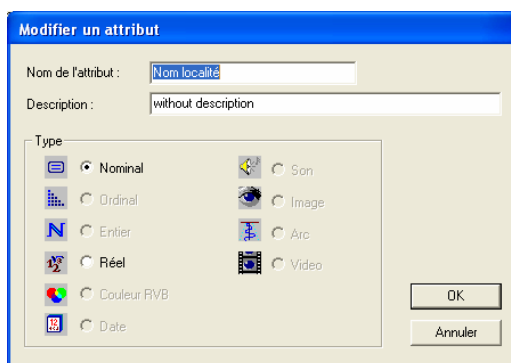 Modifier un attribut
Nom de l'attribut : Nom localité
Description : without description
Type
Nominal
Ordinal
Entier
Réel
Couleur RVB
Date
Son
Image
Arc
Video
OK
Annuler